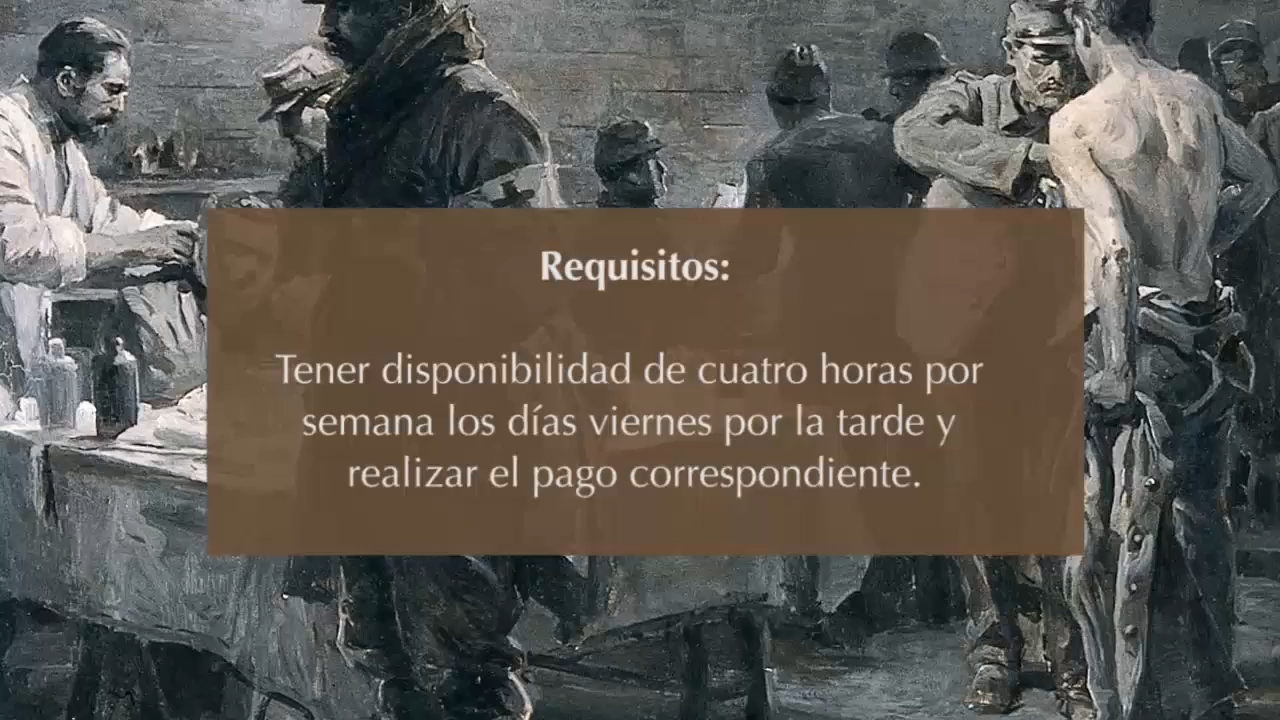 Requisitos:
Tener disponibilidad de cuatro horas por
semana los días viernes por la tarde y
realizar el pago correspondiente.